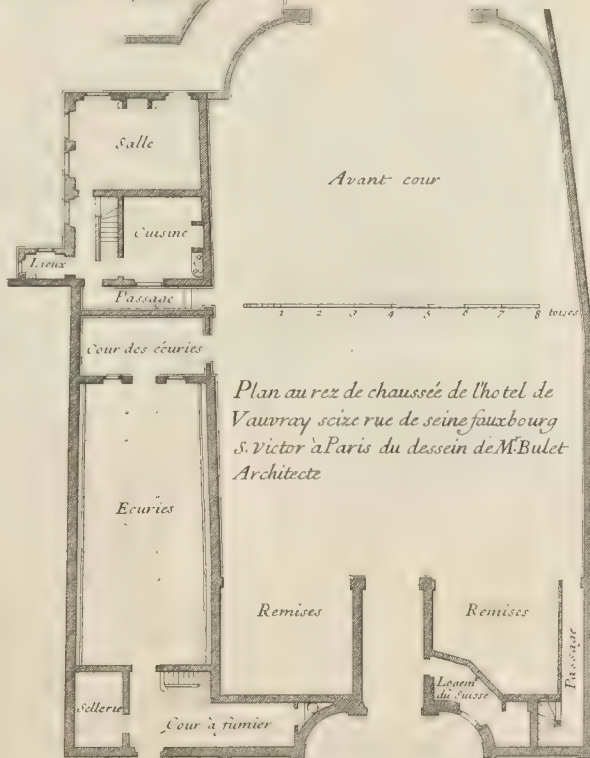 Salle
Avant cour
Cuisine
Lieux
Passage
1 2 3 4 5 6 7 8 toises
Cour des écuries
Plan au rez de chaussée de l'hotel de
Vauvray scize rue de seine fauxbourg
S. victor à Paris du dessein de Mr. Bulet
Architecte
Ecuries
Remises
Remises
Passage
Logem.
du Suisse
Sellerie
Cour à fumier